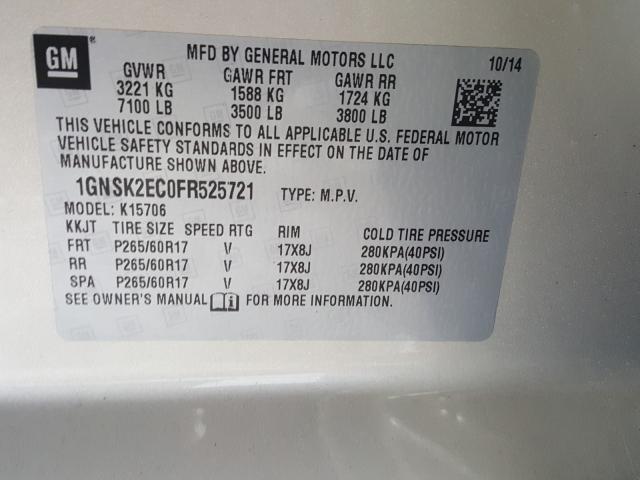 GM
MFD BY GENERAL MOTORS LLC 10/14
GVWR GAWR FRT GAWR RR
3221 KG 1588 KG 1724 KG
7100 LB 3500 LB 3800 LB
THIS VEHICLE CONFORMS TO ALL APPLICABLE U.S. FEDERAL MOTOR
VEHICLE SAFETY STANDARDS IN EFFECT ON THE DATE OF
MANUFACTURE SHOWN ABOVE.
1GNSK2EC0FR525721 TYPE: M.P.V.
MODEL: K15706
KKJT TIRE SIZE SPEED RTG RIM COLD TIRE PRESSURE
FRT P265/60R17 V 17X8J 280KPA(40PSI)
RR P265/60R17 V 17X8J 280KPA(40PSI)
SPA P265/60R17 V 17X8J 280KPA(40PSI)
SEE OWNER'S MANUAL FOR MORE INFORMATION.